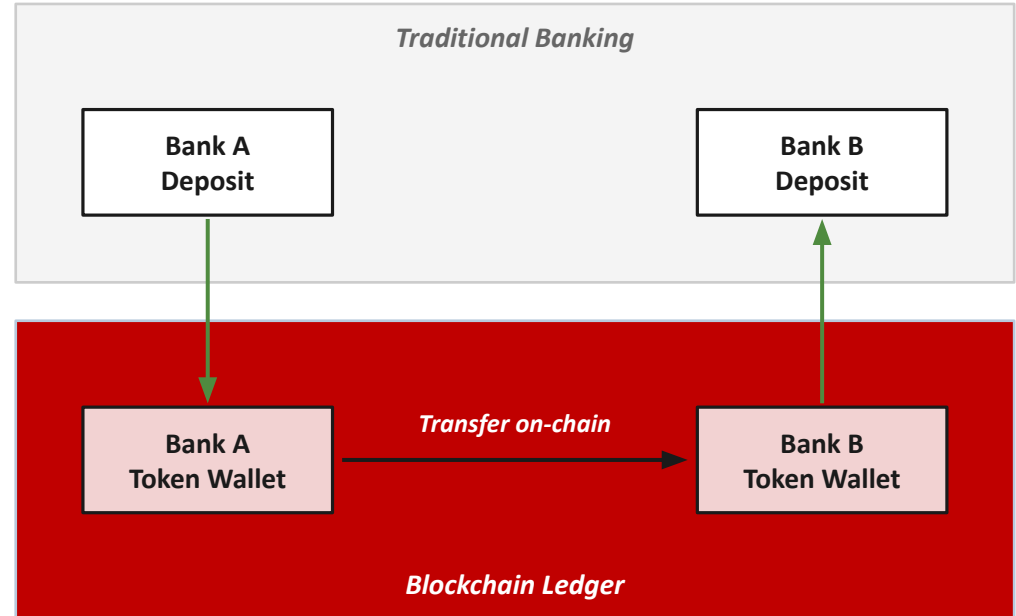 Traditional Banking
Bank A
Deposit
Bank B
Deposit
Transfer on-chain
Bank A
Token Wallet
Bank B
Token Wallet
Blockchain Ledger